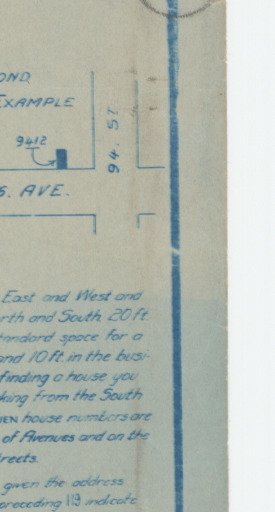 OND.
EXAMPLE
9412
94. ST
S. AVE.
East and West and
rth and South 20 ft.
tandard space for a
and 10 ft. in the busi-
finding a house you
king from the South
EVEN house numbers are
of Avenues and on the
reets.
given the address
preceding 112 indicate